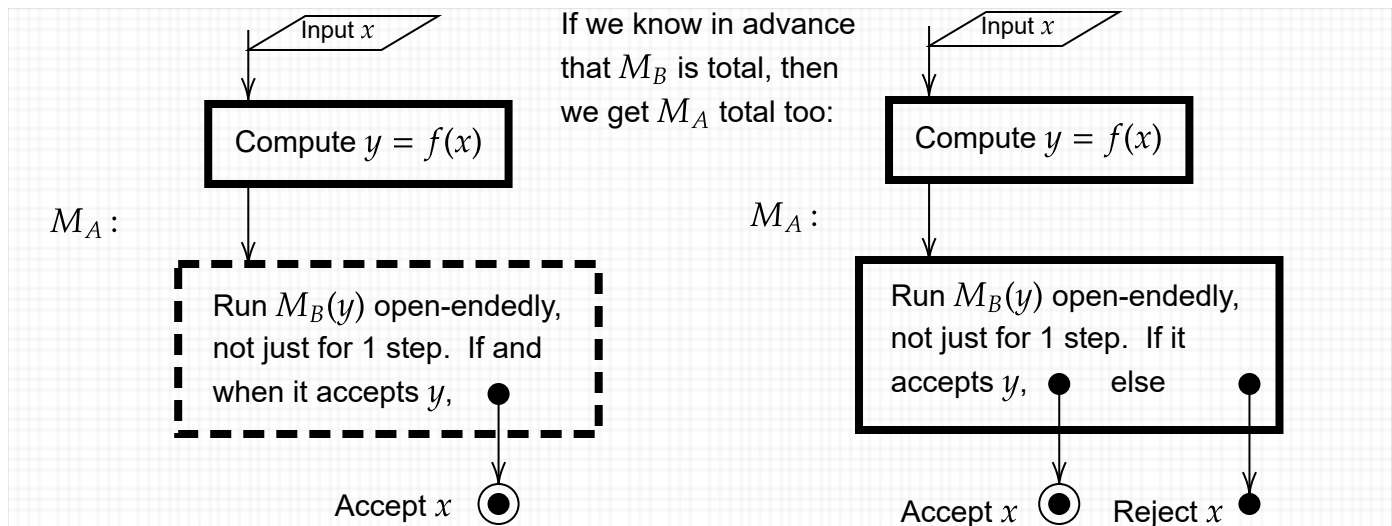 Input x
Compute y = f(x)
M_A :
Run M_B(y) open-endedly,
not just for 1 step. If and
when it accepts y,
Accept x
If we know in advance
that M_B is total, then
we get M_A total too:
Input x
Compute y = f(x)
M_A :
Run M_B(y) open-endedly,
not just for 1 step. If it
accepts y, else
Accept x Reject x